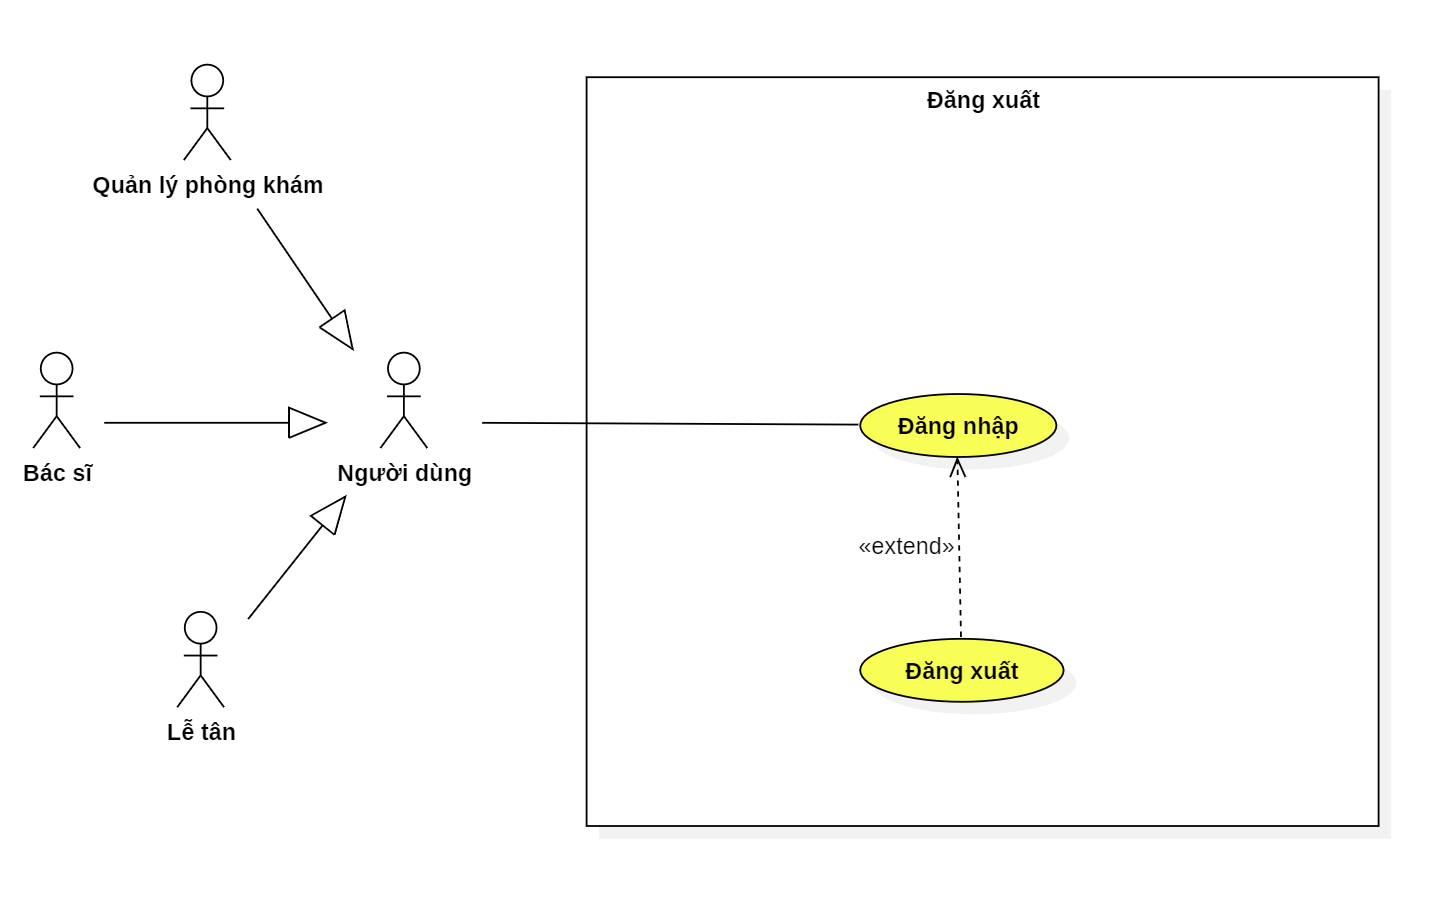 Đăng xuất
Quản lý phòng khám
Đăng nhập
Bác sĩ
Người dùng
«extend»
Đăng xuất
Lễ tân